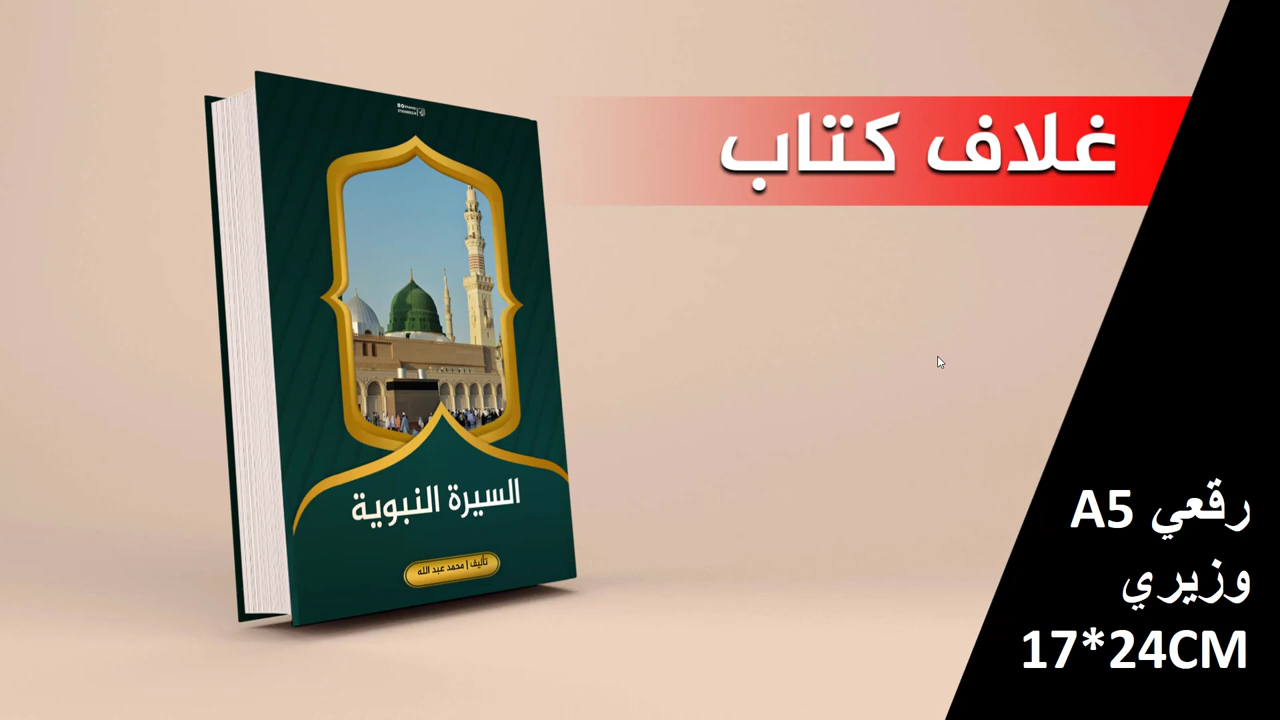 غلاف كتاب
السيرة النبوية
تأليف | محمد عبد الله
رقعي A5
وزيري
17*24CM